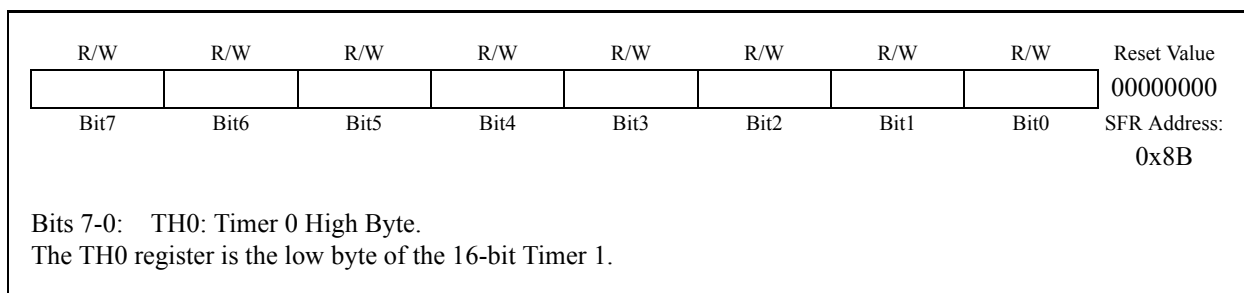 R/W R/W R/W R/W R/W R/W R/W R/W Reset Value
00000000
Bit7 Bit6 Bit5 Bit4 Bit3 Bit2 Bit1 Bit0 SFR Address:
0x8B
Bits 7-0: TH0: Timer 0 High Byte.
The TH0 register is the low byte of the 16-bit Timer 1.